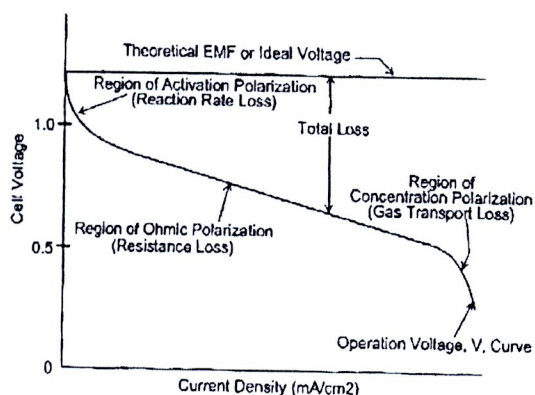 Theoretical EMF or Ideal Voltage
Region of Activation Polarization
(Reaction Rate Loss)
1.0
Total Loss
Cell Voltage
Region of
Concentration Polarization
(Gas Transport Loss)
Region of Ohmic Polarization
(Resistance Loss)
0.5
Operation Voltage, V, Curve
0
Current Density (mA/cm2)